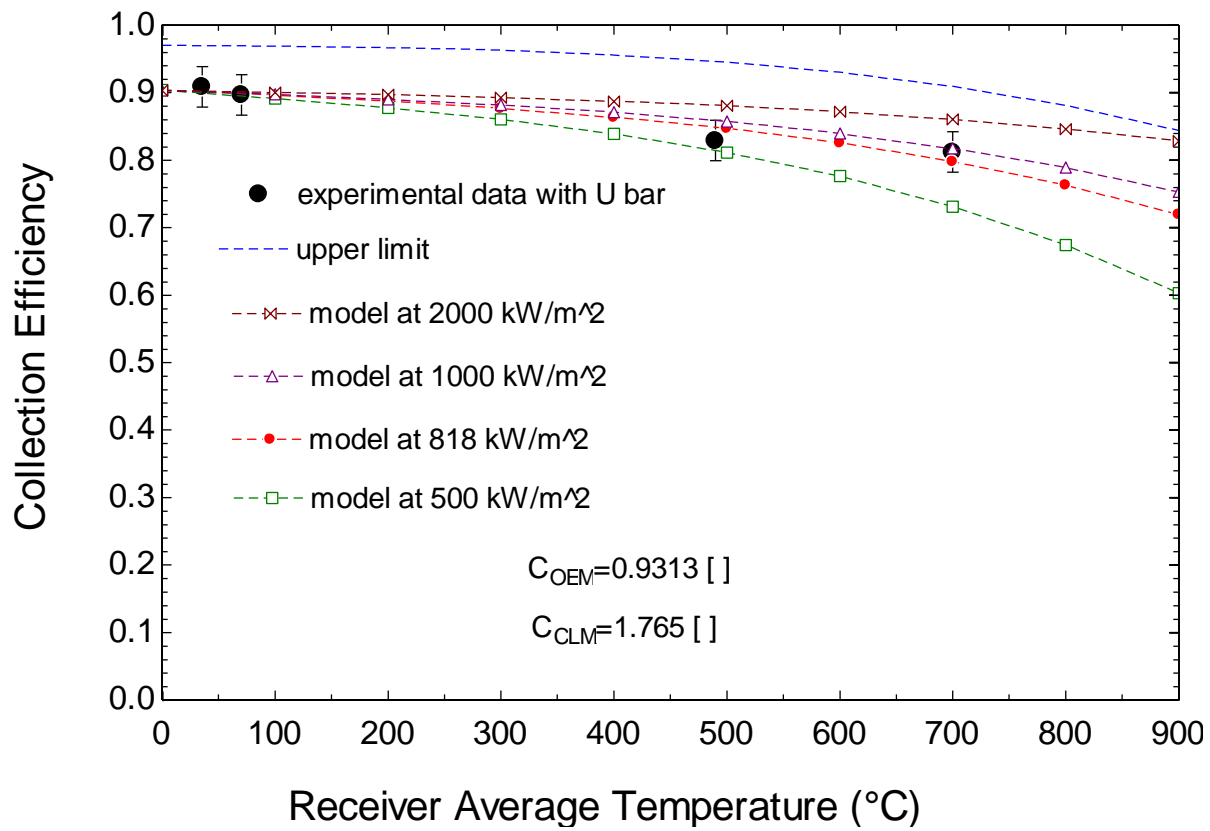 1.0
0.9
0.8
0.7
0.6
0.5
0.4
0.3
0.2
0.1
0.0
Collection Efficiency
experimental data with U bar
upper limit
model at 2000 kW/m^2
model at 1000 kW/m^2
model at 818 kW/m^2
model at 500 kW/m^2
C_OEM=0.9313 [ ]
C_CLM=1.765 [ ]
0 100 200 300 400 500 600 700 800 900
Receiver Average Temperature (°C)